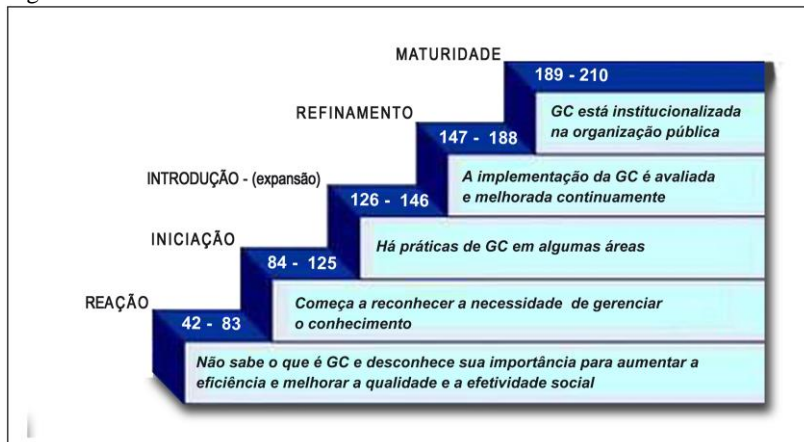 MATURIDADE
189 - 210
GC está institucionalizada
na organização pública
REFINAMENTO
147 - 188
A implementação da GC é avaliada
e melhorada continuamente
INTRODUÇÃO - (expansão)
126 - 146
Há práticas de GC em algumas áreas
INICIAÇÃO
84 - 125
Começa a reconhecer a necessidade de gerenciar
o conhecimento
REAÇÃO
42 - 83
Não sabe o que é GC e desconhece sua importância para aumentar a
eficiência e melhorar a qualidade e a efetividade social